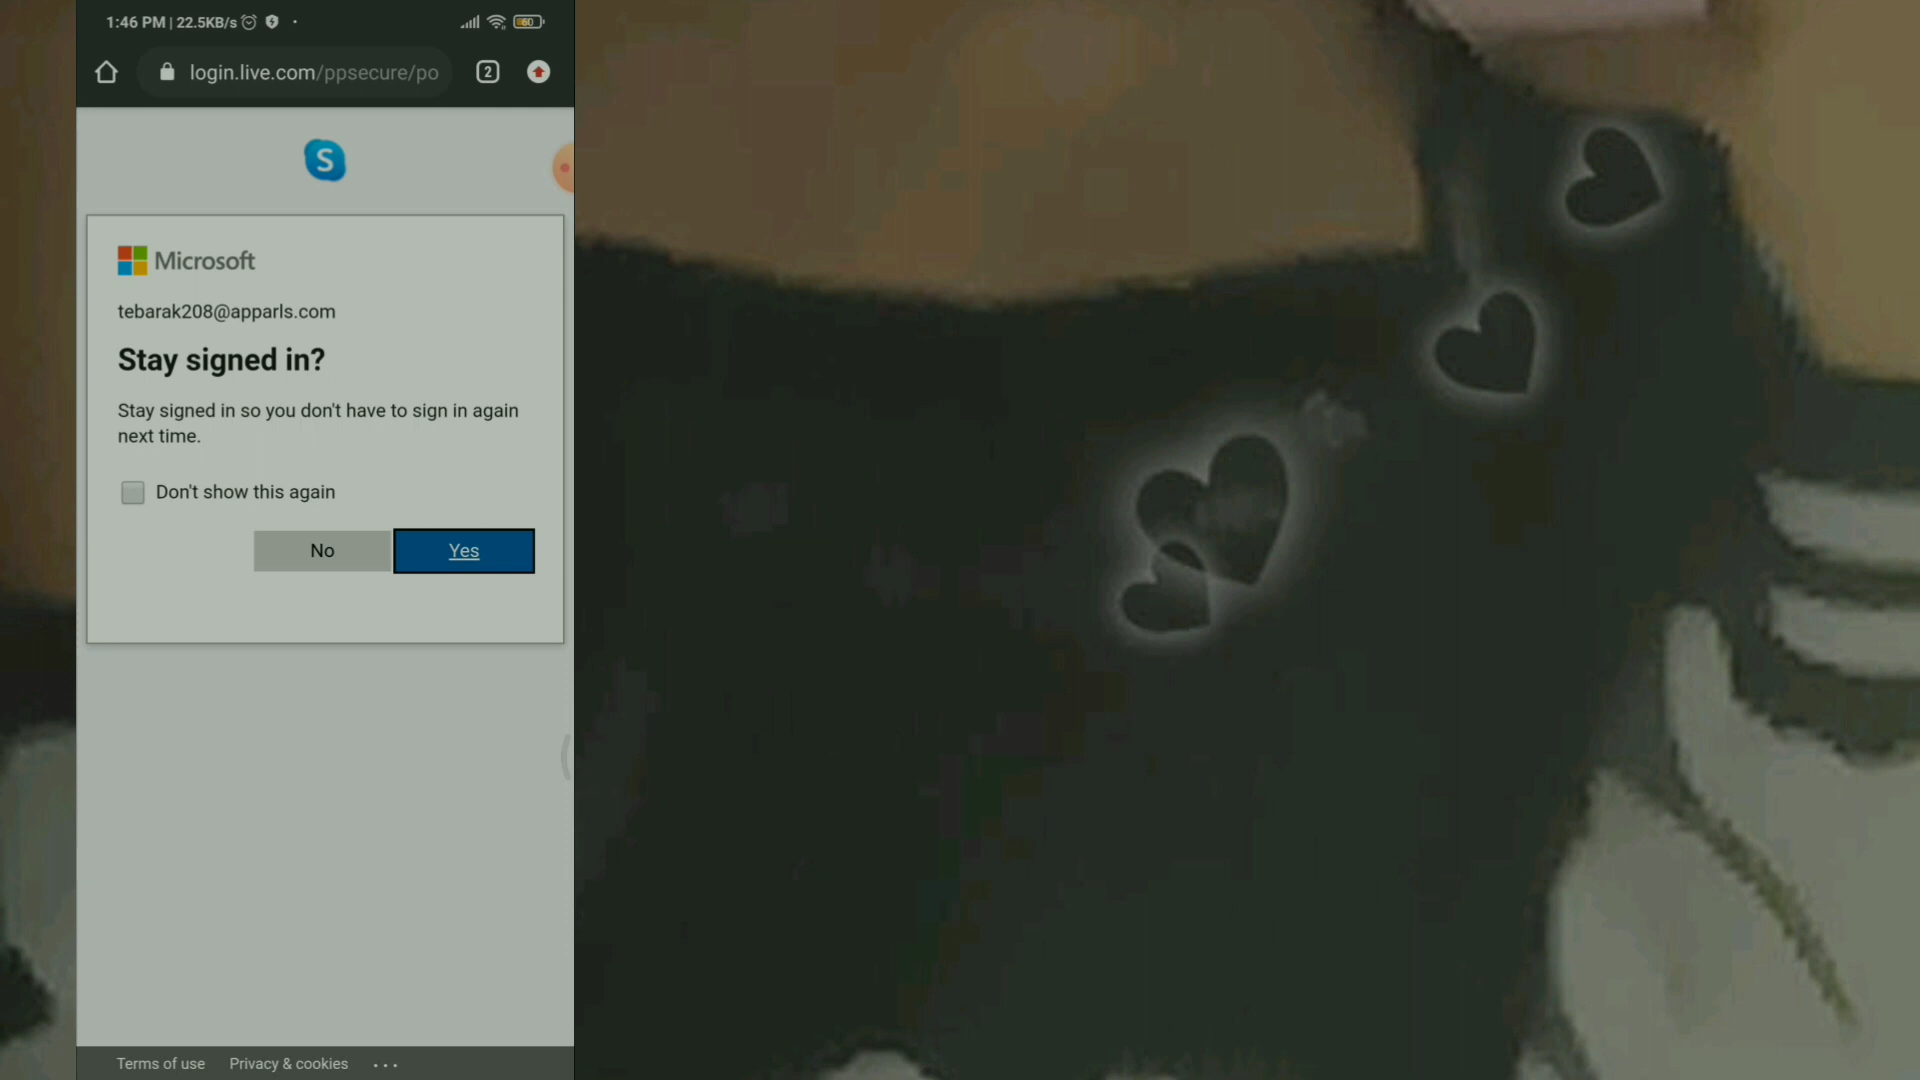 1:46 PM | 22.5KB/s 60
login.live.com/ppsecure/po 2
S
Microsoft
tebarak208@apparls.com
Stay signed in?
Stay signed in so you don't have to sign in again
next time.
Don't show this again
No Yes
Terms of use Privacy & cookies ...